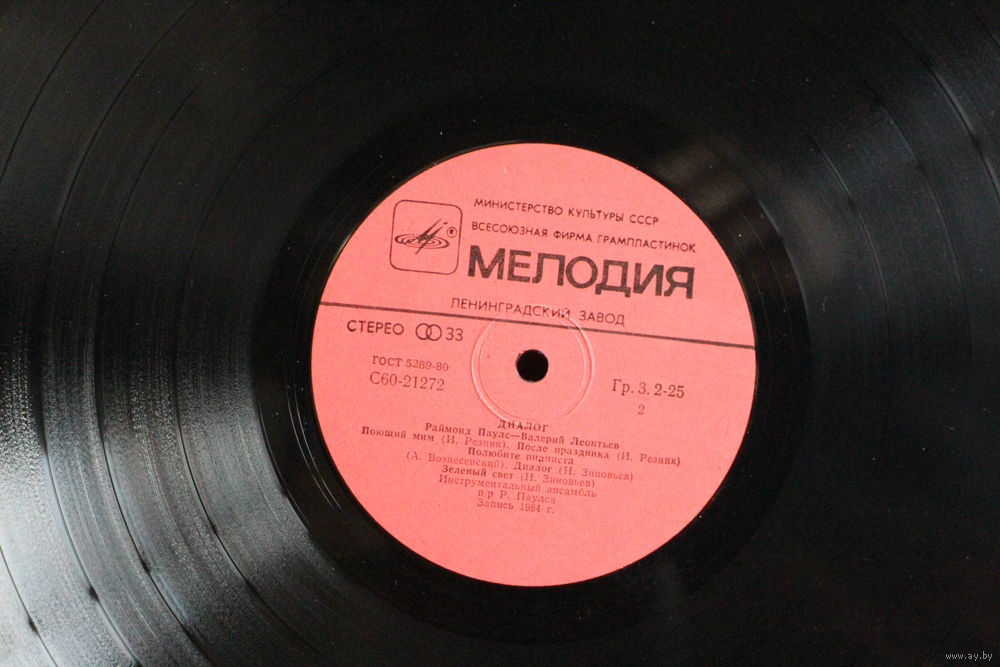 МИНИСТЕРСТВО КУЛЬТУРЫ СССР
ВСЕСОЮЗНАЯ ФИРМА ГРАМПЛАСТИНОК
®
МЕЛОДИЯ
ЛЕНИНГРАДСКИЙ ЗАВОД
СТЕРЕО 33
ГОСТ 5289-80
С60-21272
Гр. 3. 2-25
2
ДИАЛОГ
Раймонд Паулс—Валерий Леонтьев
Поющий мим (И. Резник). После праздника (И. Резник)
Полюбите пианиста
(А. Вознесенский). Диалог (Н. Зиновьев)
Зеленый свет (Н. Зиновьев)
Инструментальный ансамбль
п/р Р. Паулса
Запись 1984 г.
www.ay.by